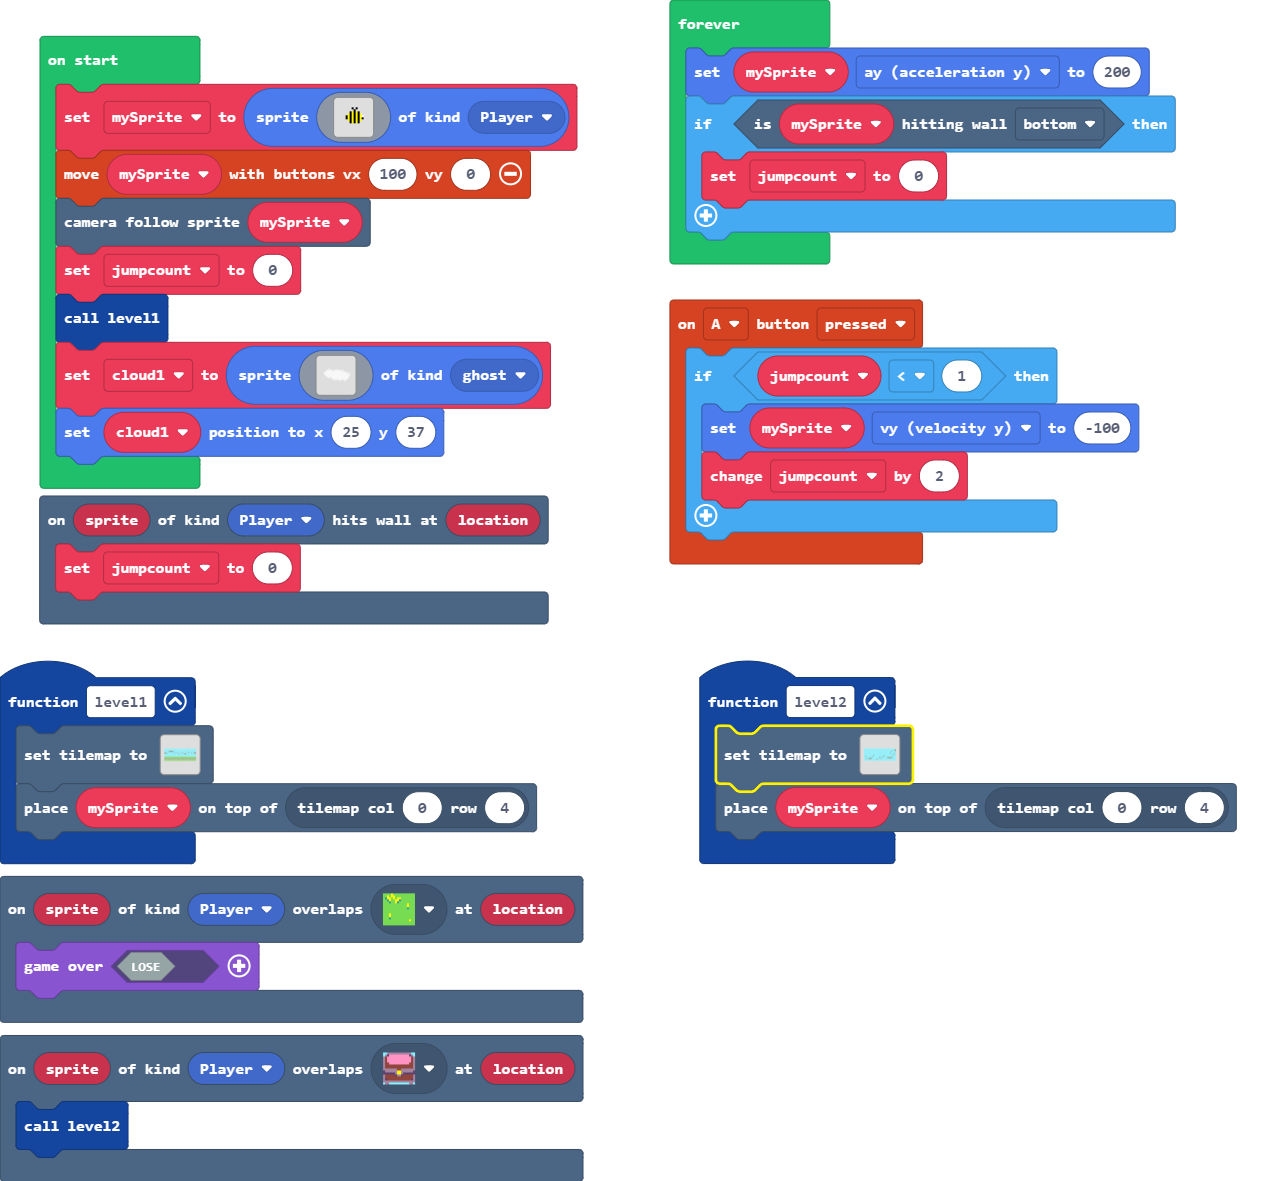 on start
set mySprite to sprite of kind Player
move mySprite with buttons vx 100 vy 0
camera follow sprite mySprite
set jumpcount to 0
call level1
set cloud1 to sprite of kind ghost
set cloud1 position to x 25 y 37
on sprite of kind Player hits wall at location
set jumpcount to 0
forever
set mySprite ay (acceleration y) to 200
if is mySprite hitting wall bottom then
set jumpcount to 0
on A button pressed
if jumpcount < 1 then
set mySprite vy (velocity y) to -100
change jumpcount by 2
function level1
set tilemap to
place mySprite on top of tilemap col 0 row 4
function level2
set tilemap to
place mySprite on top of tilemap col 0 row 4
on sprite of kind Player overlaps at location
game over LOSE
on sprite of kind Player overlaps at location
call level2